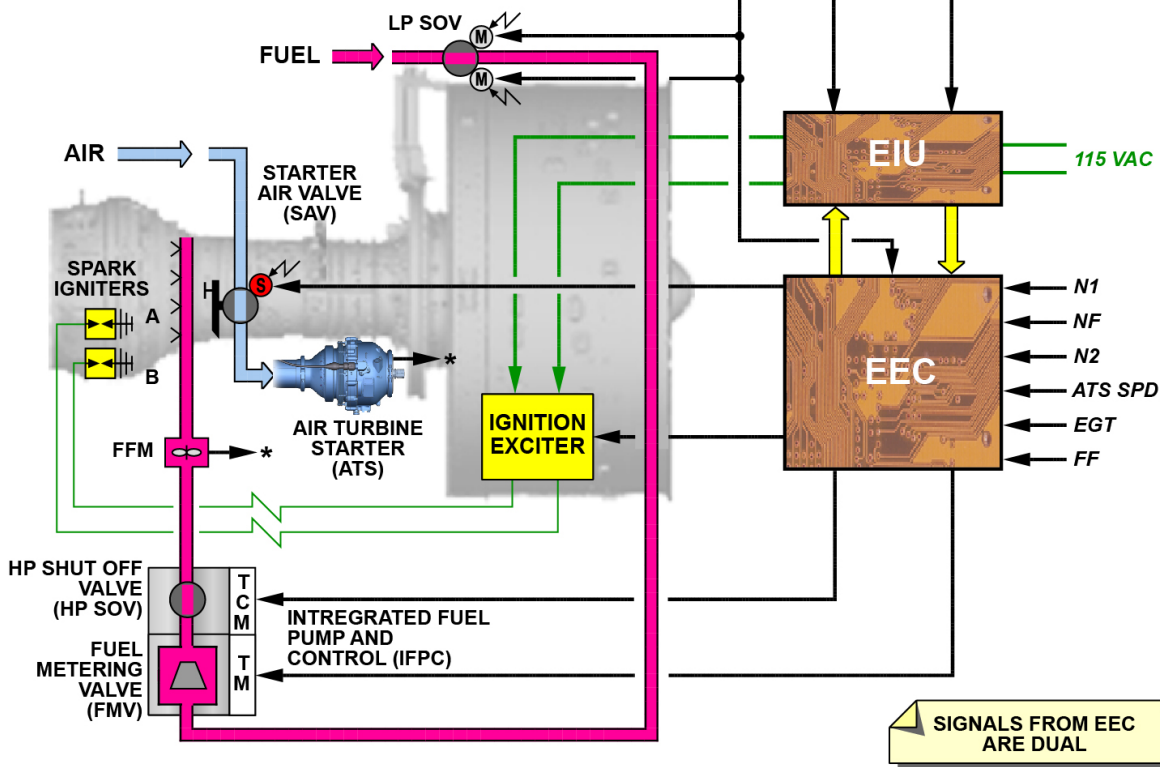 LP SOV
M
FUEL
M
AIR
STARTER
AIR VALVE
(SAV)
EIU
115 VAC
SPARK
IGNITERS
A
B
S
N1
NF
N2
ATS SPD
EGT
FF
EEC
*
AIR TURBINE
STARTER
(ATS)
IGNITION
EXCITER
FFM
*
HP SHUT OFF
VALVE
(HP SOV)
TCM
INTREGRATED FUEL
PUMP AND
CONTROL (IFPC)
FUEL
METERING
VALVE
(FMV)
TM
SIGNALS FROM EEC
ARE DUAL